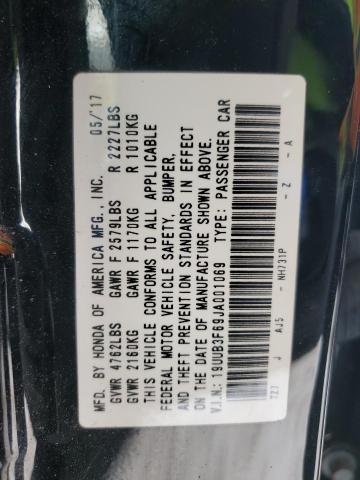 MFD. BY HONDA OF AMERICA MFG., INC. 05/'17
GVWR 4762LBS GAWR F 2579LBS R 2227LBS
GVWR 2160KG GAWR F 1170KG R 1010KG
THIS VEHICLE CONFORMS TO ALL APPLICABLE
FEDERAL MOTOR VEHICLE SAFETY, BUMPER,
AND THEFT PREVENTION STANDARDS IN EFFECT
ON THE DATE OF MANUFACTURE SHOWN ABOVE.
V.I.N.: 19UUB3F69JA001069 TYPE: PASSENGER CAR
TZ7 J AJ5 - NH731P - Z - A